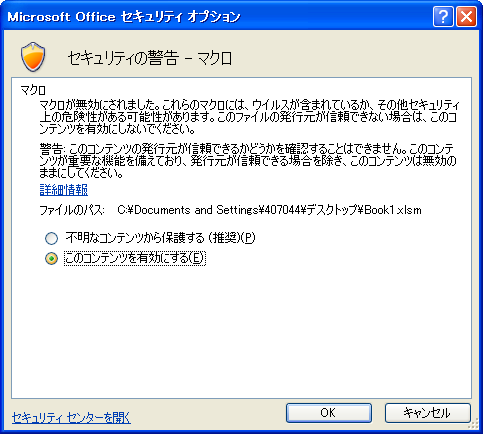 Microsoft Office セキュリティ オプション
セキュリティの警告 - マクロ
マクロ
マクロが無効にされました。これらのマクロには、ウイルスが含まれているか、その他セキュリティ
上の危険性がある可能性があります。このファイルの発行元が信頼できない場合は、このコ
ンテンツを有効にしないでください。
警告: このコンテンツの発行元が信頼できるかどうかを確認することはできません。このコンテ
ンツが重要な機能を備えており、発行元が信頼できる場合を除き、このコンテンツは無効の
ままにしてください。
詳細情報
ファイルのパス: C:¥Documents and Settings¥407044¥デスクトップ¥Book1.xlsm
不明なコンテンツから保護する (推奨)(P)
このコンテンツを有効にする(E)
セキュリティ センターを開く
OK
キャンセル